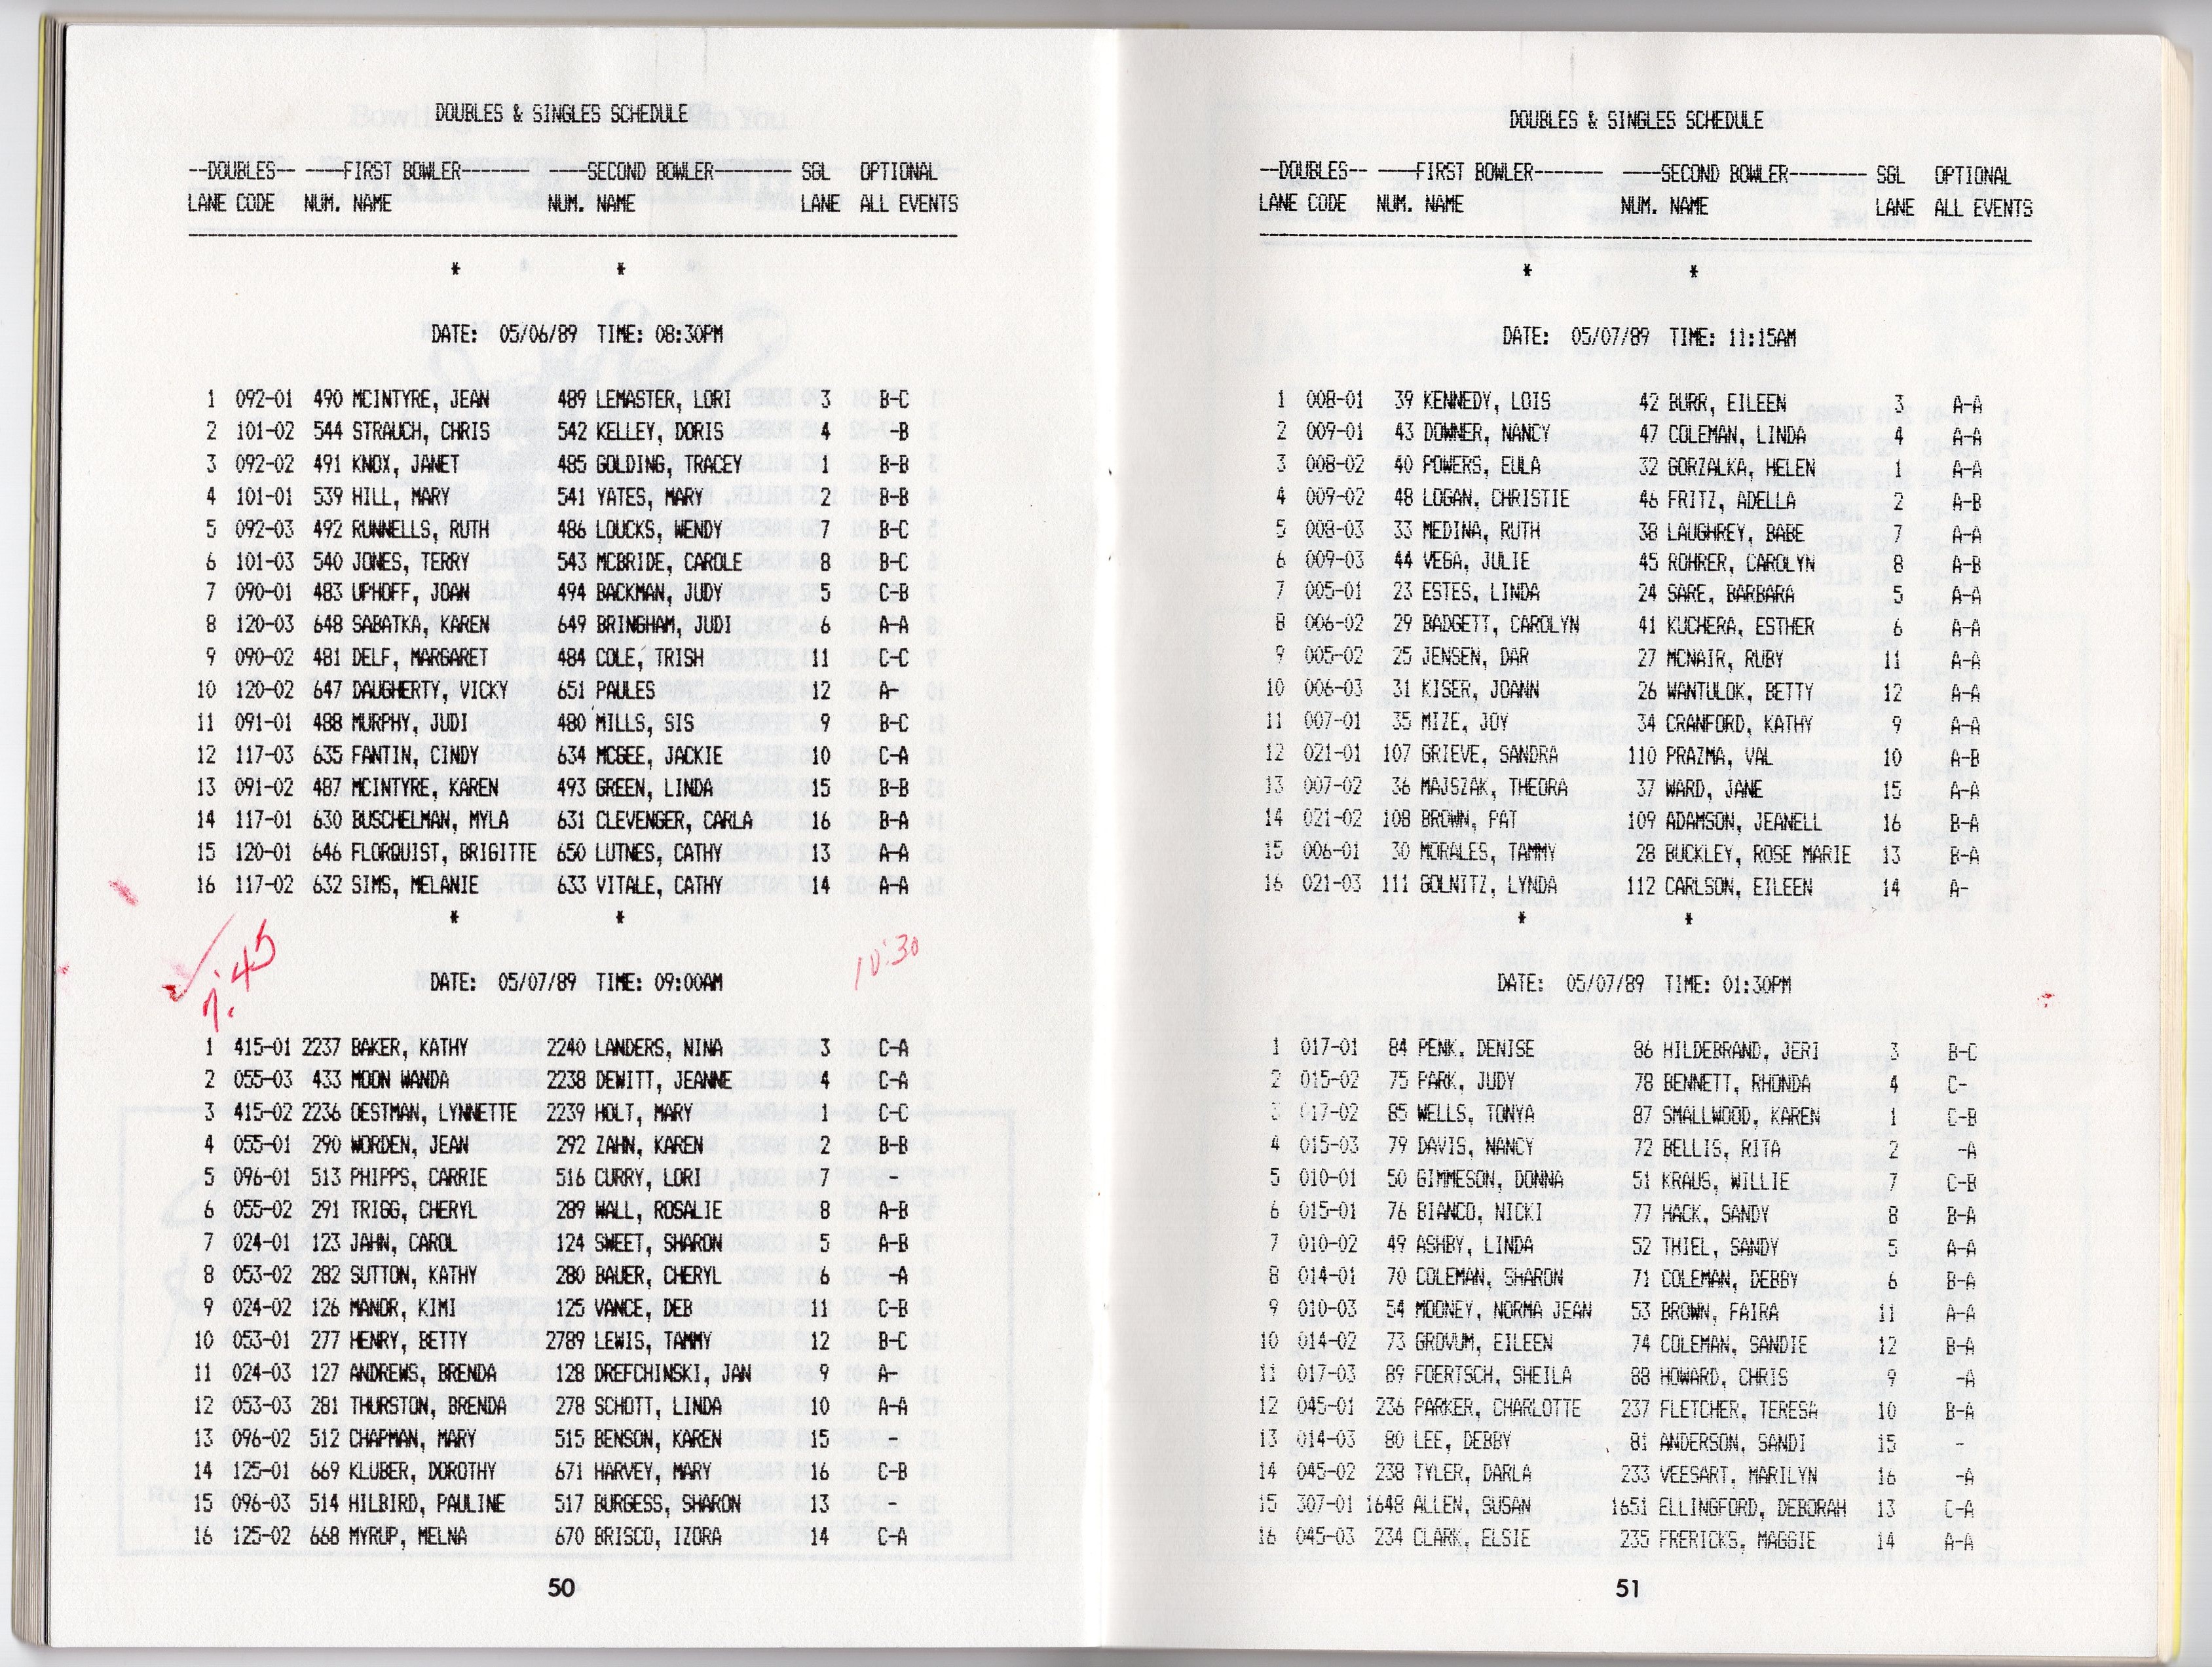 DOUBLES & SINGLES SCHEDULE
--DOUBLES-- ----FIRST BOWLER------- ----SECOND BOWLER-------- SGL OPTIONAL
LANE CODE NUM. NAME NUM. NAME LANE ALL EVENTS
* *
DATE: 05/06/89 TIME: 08:30PM
1 092-01 490 MCINTYRE, JEAN 489 LEMASTER, LORI 3 B-C
2 101-02 544 STRAUCH, CHRIS 542 KELLEY, DORIS 4 -B
3 092-02 491 KNOX, JANET 485 GOLDING, TRACEY 1 B-B
4 101-01 539 HILL, MARY 541 YATES, MARY 2 B-B
5 092-03 492 RUNNELLS, RUTH 486 LOUCKS, WENDY 7 B-C
6 101-03 540 JONES, TERRY 543 MCBRIDE, CAROLE 8 B-C
7 090-01 483 UPHOFF, JOAN 494 BACKMAN, JUDY 5 C-B
8 120-03 648 SABATKA, KAREN 649 BRINGHAM, JUDI 6 A-A
9 090-02 481 DELF, MARGARET 484 COLE, TRISH 11 C-C
10 120-02 647 DAUGHERTY, VICKY 651 PAULES 12 A-
11 091-01 488 MURPHY, JUDI 480 MILLS, SIS 9 B-C
12 117-03 635 FANTIN, CINDY 634 MCGEE, JACKIE 10 C-A
13 091-02 487 MCINTYRE, KAREN 493 GREEN, LINDA 15 B-B
14 117-01 630 BUSCHELMAN, MYLA 631 CLEVENGER, CARLA 16 B-A
15 120-01 646 FLORQUIST, BRIGITTE 650 LUTNES, CATHY 13 A-A
16 117-02 632 SIMS, MELANIE 633 VITALE, CATHY 14 A-A
* *
7:45 10:30
DATE: 05/07/89 TIME: 09:00AM
1 415-01 2237 BAKER, KATHY 2240 LANDERS, NINA 3 C-A
2 055-03 433 MOON WANDA 2238 DEWITT, JEANNE 4 C-A
3 415-02 2236 OESTMAN, LYNNETTE 2239 HOLT, MARY 1 C-C
4 055-01 290 WORDEN, JEAN 292 ZAHN, KAREN 2 B-B
5 096-01 513 PHIPPS, CARRIE 516 CURRY, LORI 7 -
6 055-02 291 TRIGG, CHERYL 289 WALL, ROSALIE 8 A-B
7 024-01 123 JAHN, CAROL 124 SWEET, SHARON 5 A-B
8 053-02 282 SUTTON, KATHY 280 BAUER, CHERYL 6 -A
9 024-02 126 MANOR, KIMI 125 VANCE, DEB 11 C-B
10 053-01 277 HENRY, BETTY 2789 LEWIS, TAMMY 12 B-C
11 024-03 127 ANDREWS, BRENDA 128 DREFCHINSKI, JAN 9 A-
12 053-03 281 THURSTON, BRENDA 278 SCHOTT, LINDA 10 A-A
13 096-02 512 CHAPMAN, MARY 515 BENSON, KAREN 15 -
14 125-01 669 KLUBER, DOROTHY 671 HARVEY, MARY 16 C-B
15 096-03 514 HILBIRD, PAULINE 517 BURGESS, SHARON 13 -
16 125-02 668 MYRUP, MELNA 670 BRISCO, IZORA 14 C-A
50
DOUBLES & SINGLES SCHEDULE
--DOUBLES-- ----FIRST BOWLER------- ----SECOND BOWLER-------- SGL OPTIONAL
LANE CODE NUM. NAME NUM. NAME LANE ALL EVENTS
* *
DATE: 05/07/89 TIME: 11:15AM
1 008-01 39 KENNEDY, LOIS 42 BURR, EILEEN 3 A-A
2 009-01 43 DOWNER, NANCY 47 COLEMAN, LINDA 4 A-A
3 008-02 40 POWERS, EULA 32 GORZALKA, HELEN 1 A-A
4 009-02 48 LOGAN, CHRISTIE 46 FRITZ, ADELLA 2 A-B
5 008-03 33 MEDINA, RUTH 38 LAUGHREY, BABE 7 A-A
6 009-03 44 VEGA, JULIE 45 ROHRER, CAROLYN 8 A-B
7 005-01 23 ESTES, LINDA 24 SARE, BARBARA 5 A-A
8 006-02 29 BADGETT, CAROLYN 41 KUCHERA, ESTHER 6 A-A
9 005-02 25 JENSEN, DAR 27 MCNAIR, RUBY 11 A-A
10 006-03 31 KISER, JOANN 26 WANTULOK, BETTY 12 A-A
11 007-01 35 MIZE, JOY 34 CRANFORD, KATHY 9 A-A
12 021-01 107 GRIEVE, SANDRA 110 PRAZMA, VAL 10 A-B
13 007-02 36 MAJSZAK, THEORA 37 WARD, JANE 15 A-A
14 021-02 108 BROWN, PAT 109 ADAMSON, JEANELL 16 B-A
15 006-01 30 MORALES, TAMMY 28 BUCKLEY, ROSE MARIE 13 B-A
16 021-03 111 GOLNITZ, LYNDA 112 CARLSON, EILEEN 14 A-
* *
DATE: 05/07/89 TIME: 01:30PM
1 017-01 84 PENK, DENISE 86 HILDEBRAND, JERI 3 B-C
2 015-02 75 PARK, JUDY 78 BENNETT, RHONDA 4 C-
3 017-02 85 WELLS, TONYA 87 SMALLWOOD, KAREN 1 C-B
4 015-03 79 DAVIS, NANCY 72 BELLIS, RITA 2 -A
5 010-01 50 GIMMESON, DONNA 51 KRAUS, WILLIE 7 C-B
6 015-01 76 BIANCO, NICKI 77 HACK, SANDY 8 B-A
7 010-02 49 ASHBY, LINDA 52 THIEL, SANDY 5 A-A
8 014-01 70 COLEMAN, SHARON 71 COLEMAN, DEBBY 6 B-A
9 010-03 54 MOONEY, NORMA JEAN 53 BROWN, FAIRA 11 A-A
10 014-02 73 GROVUM, EILEEN 74 COLEMAN, SANDIE 12 B-A
11 017-03 89 FOERTSCH, SHEILA 88 HOWARD, CHRIS 9 -A
12 045-01 236 PARKER, CHARLOTTE 237 FLETCHER, TERESA 10 B-A
13 014-03 80 LEE, DEBBY 81 ANDERSON, SANDI 15 -
14 045-02 238 TYLER, DARLA 233 VEESART, MARILYN 16 -A
15 307-01 1648 ALLEN, SUSAN 1651 ELLINGFORD, DEBORAH 13 C-A
16 045-03 234 CLARK, ELSIE 235 FRERICKS, MAGGIE 14 A-A
51